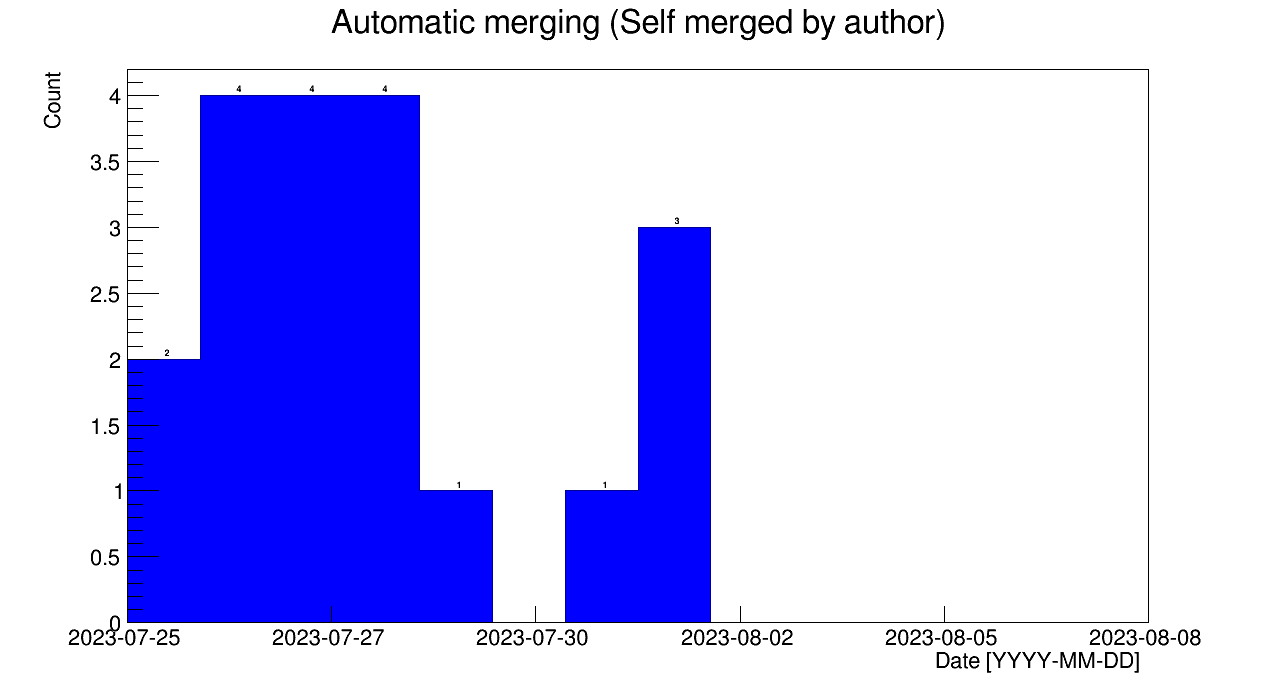 Automatic merging (Self merged by author)
Count
4
3.5
3
2.5
2
1.5
1
0.5
0
2 4 4 4 1 1 3
2023-07-25 2023-07-27 2023-07-30 2023-08-02 2023-08-05 2023-08-08
Date [YYYY-MM-DD]